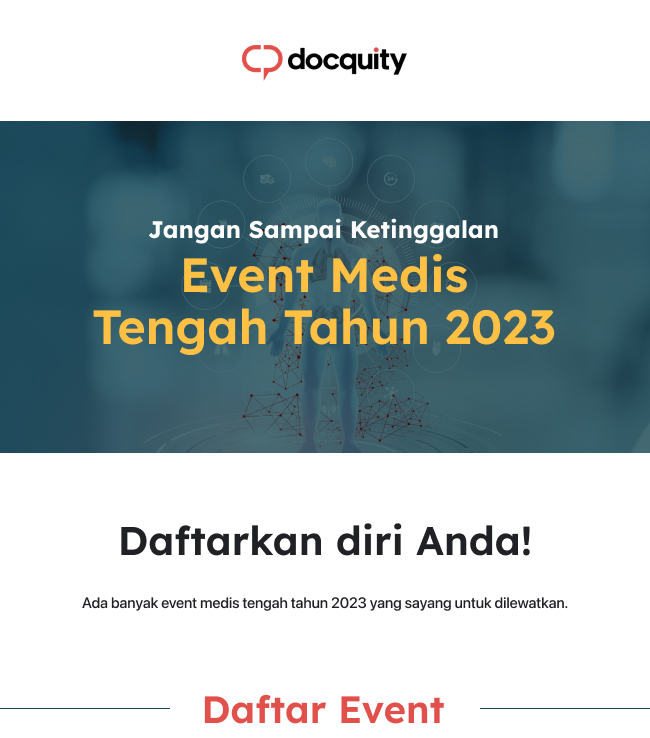 docquity
Jangan Sampai Ketinggalan
Event Medis
Tengah Tahun 2023
Daftarkan diri Anda!
Ada banyak event medis tengah tahun 2023 yang sayang untuk dilewatkan.
Daftar Event